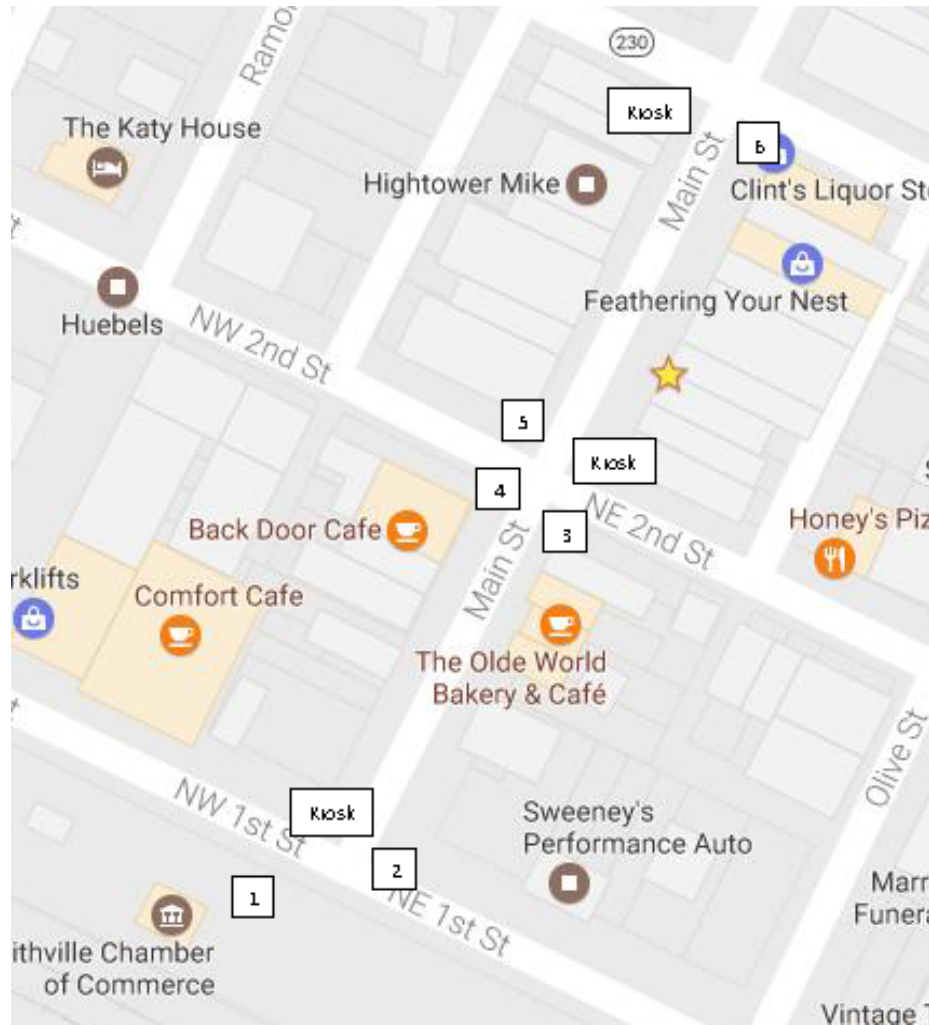 230
Ramo
Kiosk
The Katy House
6
Main St
Hightower Mike
Clint's Liquor Sto
Huebels
Feathering Your Nest
NW 2nd St
5
Kiosk
4
Back Door Cafe
3
NE 2nd St
Honey's Piz
rklifts
Comfort Cafe
Main St
The Olde World
Bakery & Café
Olive St
NW 1st St
Kiosk
Sweeney's
Performance Auto
2
1
NE 1st St
Marr
Funera
ithville Chamber
of Commerce
Vintage T